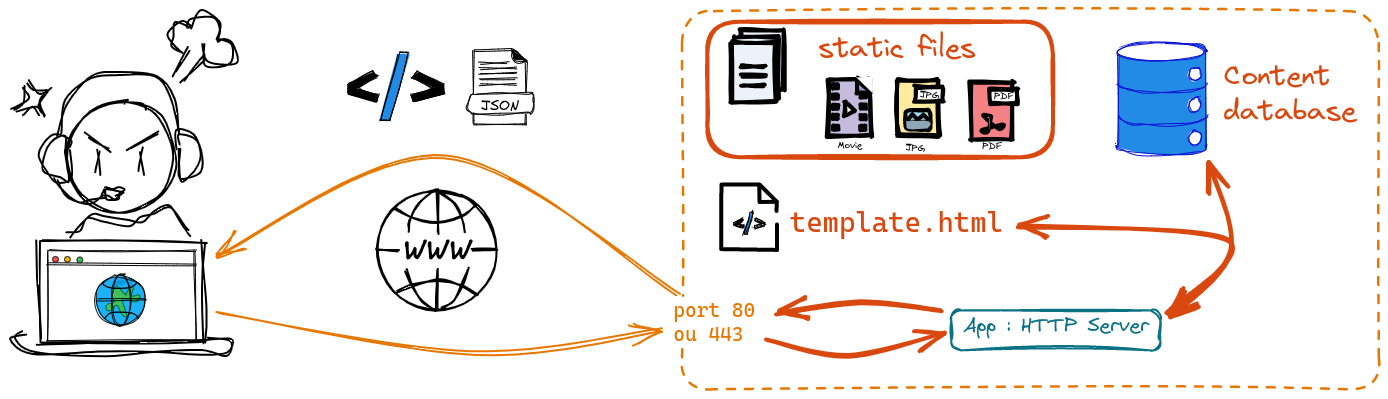 static files
JPG
PDF
Movie
JPG
PDF
Content
database
JSON
</>
template.html
WWW
port 80
ou 443
App : HTTP Server